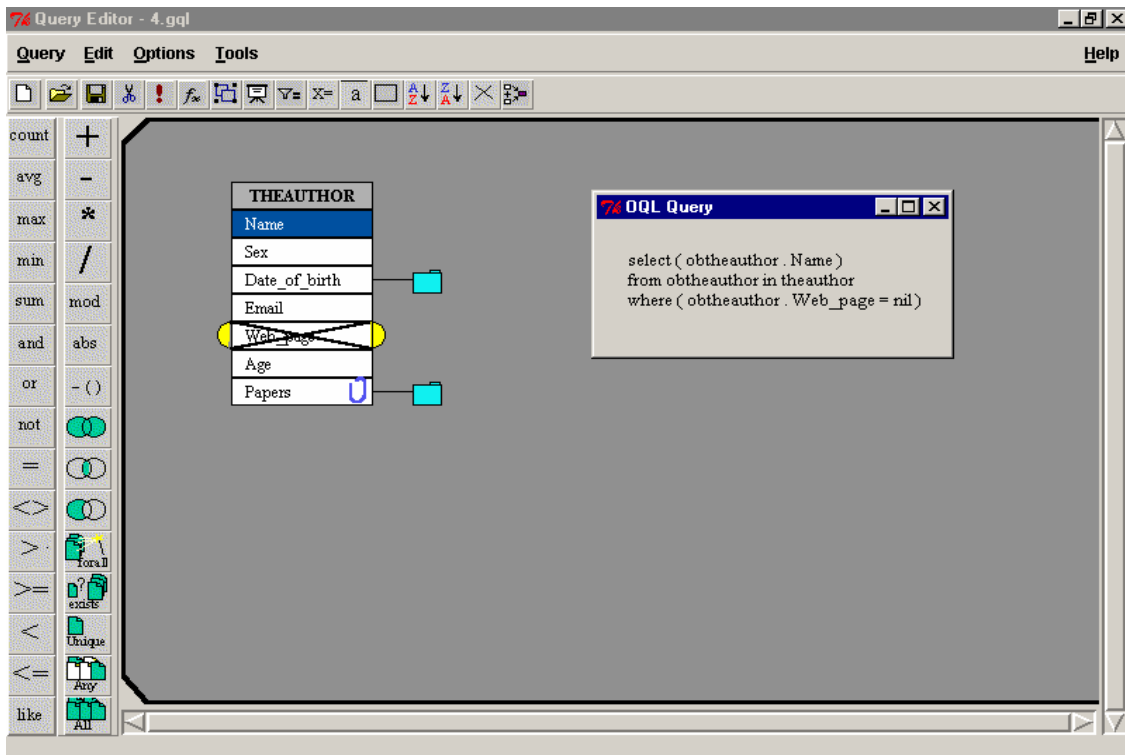 Query Editor - 4.gql
Query Edit Options Tools Help
a
count +
avg -
max *
min /
sum mod
and abs
or - ( )
not
=
<>
> forall
>= exists
< Unique
<= Any
like All
THEAUTHOR
Name
Sex
Date_of_birth
Email
Web_page
Age
Papers
OQL Query
select ( obtheauthor . Name )
from obtheauthor in theauthor
where ( obtheauthor . Web_page = nil )